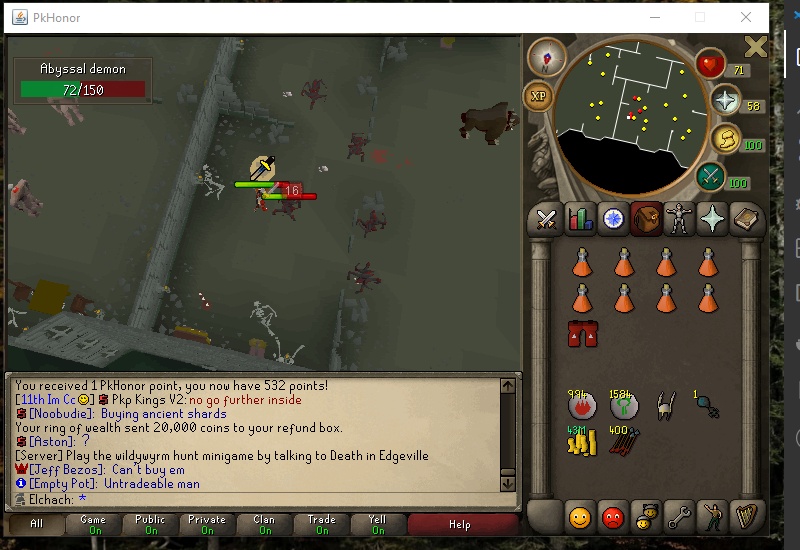 PkHonor
Abyssal demon
72/150
16
XP
71
58
100
100
You received 1 PkHonor point, you now have 532 points!
[11th Im Cc] Pkp Kings V2: no go further inside
[Noobudie]: Buying ancient shards
Your ring of wealth sent 20,000 coins to your refund box.
[Aston]: ?
[Server] Play the wildywyrm hunt minigame by talking to Death in Edgeville
[Jeff Bezos]: Can't buy em
[Empty Pot]: Untradeable man
Elchach: *
All
Game
On
Public
On
Private
On
Clan
On
Trade
On
Yell
On
Help
994
1584
1
43M
400